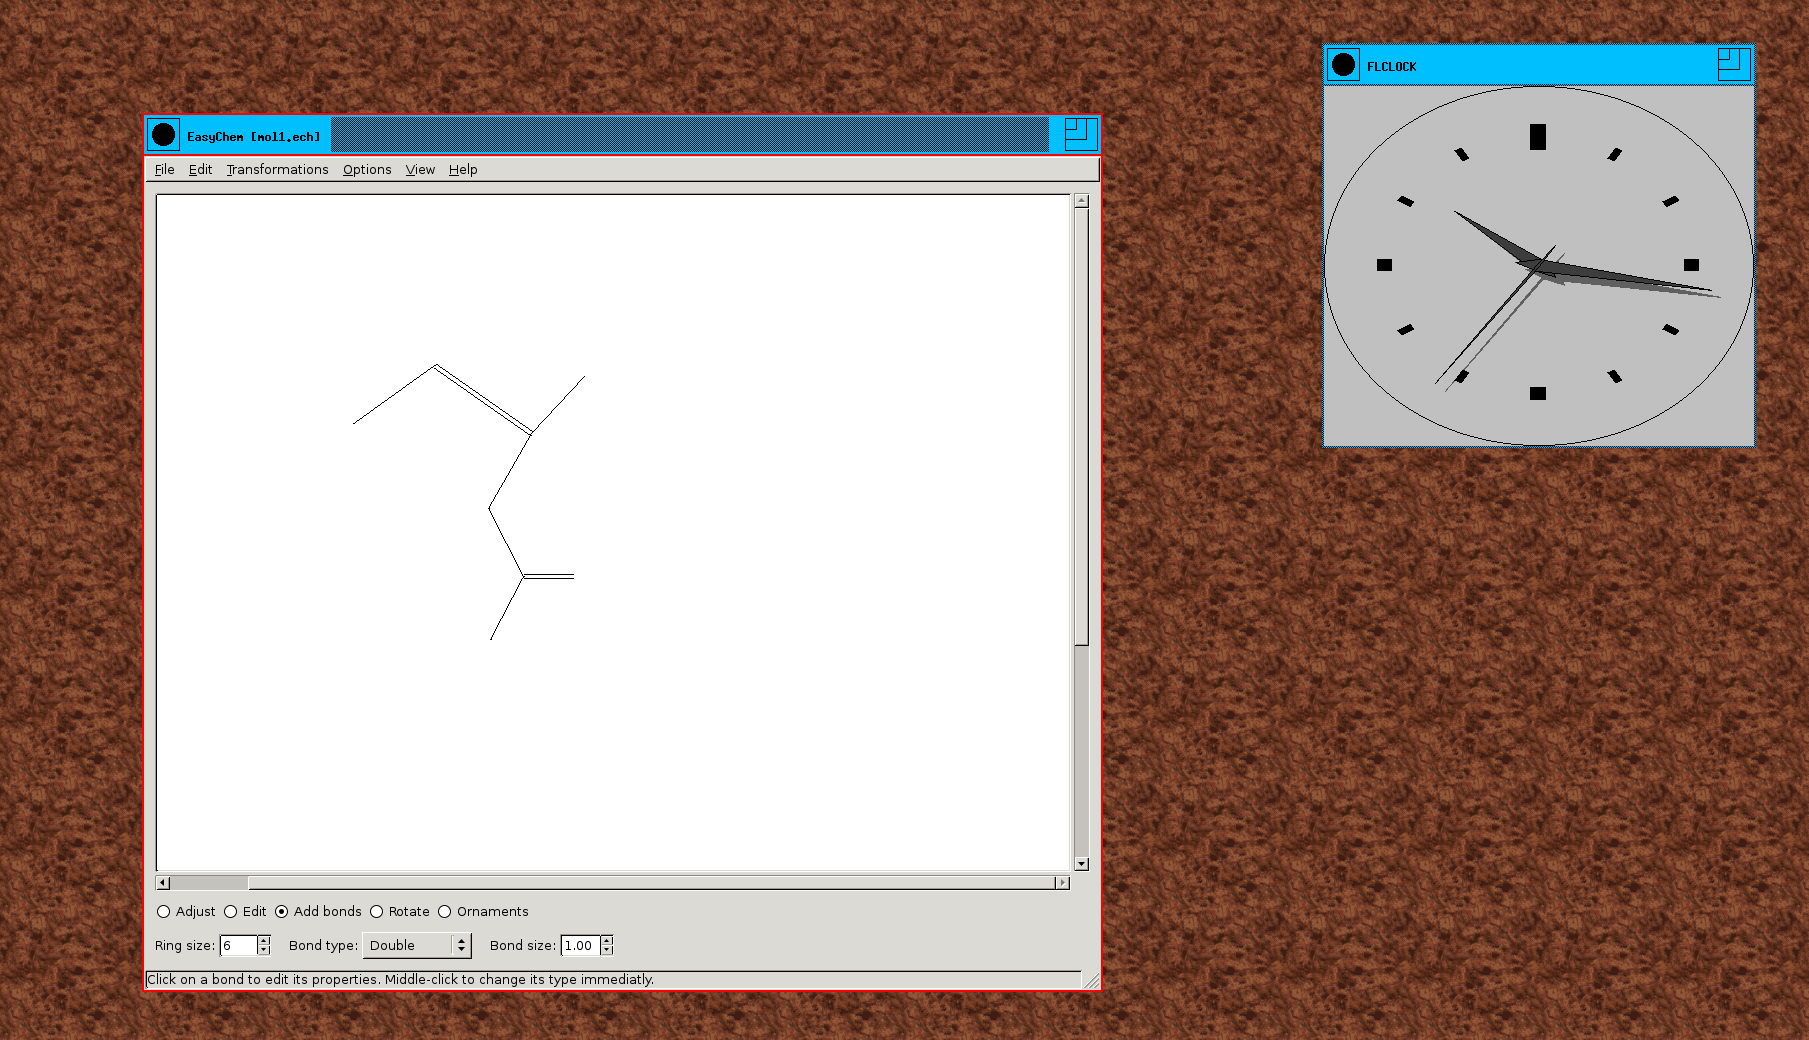 FLCLOCK
EasyChem [mol1.ech]
File Edit Transformations Options View Help
Adjust Edit Add bonds Rotate Ornaments
Ring size: 6 Bond type: Double Bond size: 1.00
Click on a bond to edit its properties. Middle-click to change its type immediatly.